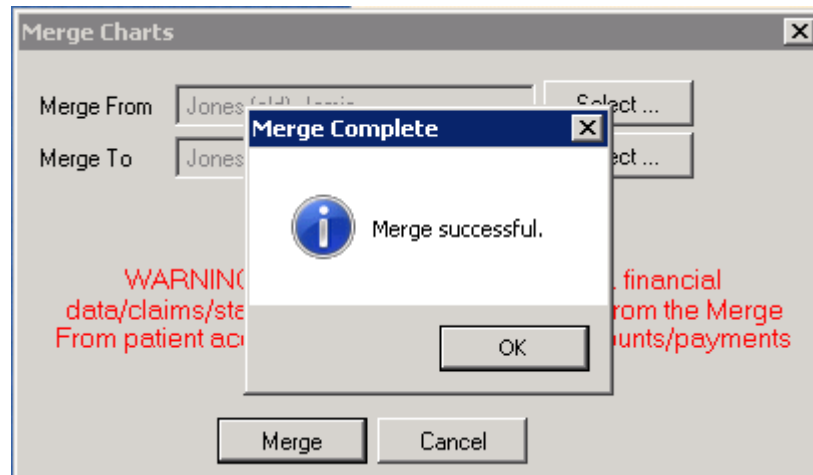 Merge Charts
Merge From Jones (old), Jamie Select ...
Merge Complete
Merge To Jones ect ...
Merge successful.
WARNING . financial
data/claims/sta rom the Merge
From patient acc unts/payments
OK
Merge Cancel